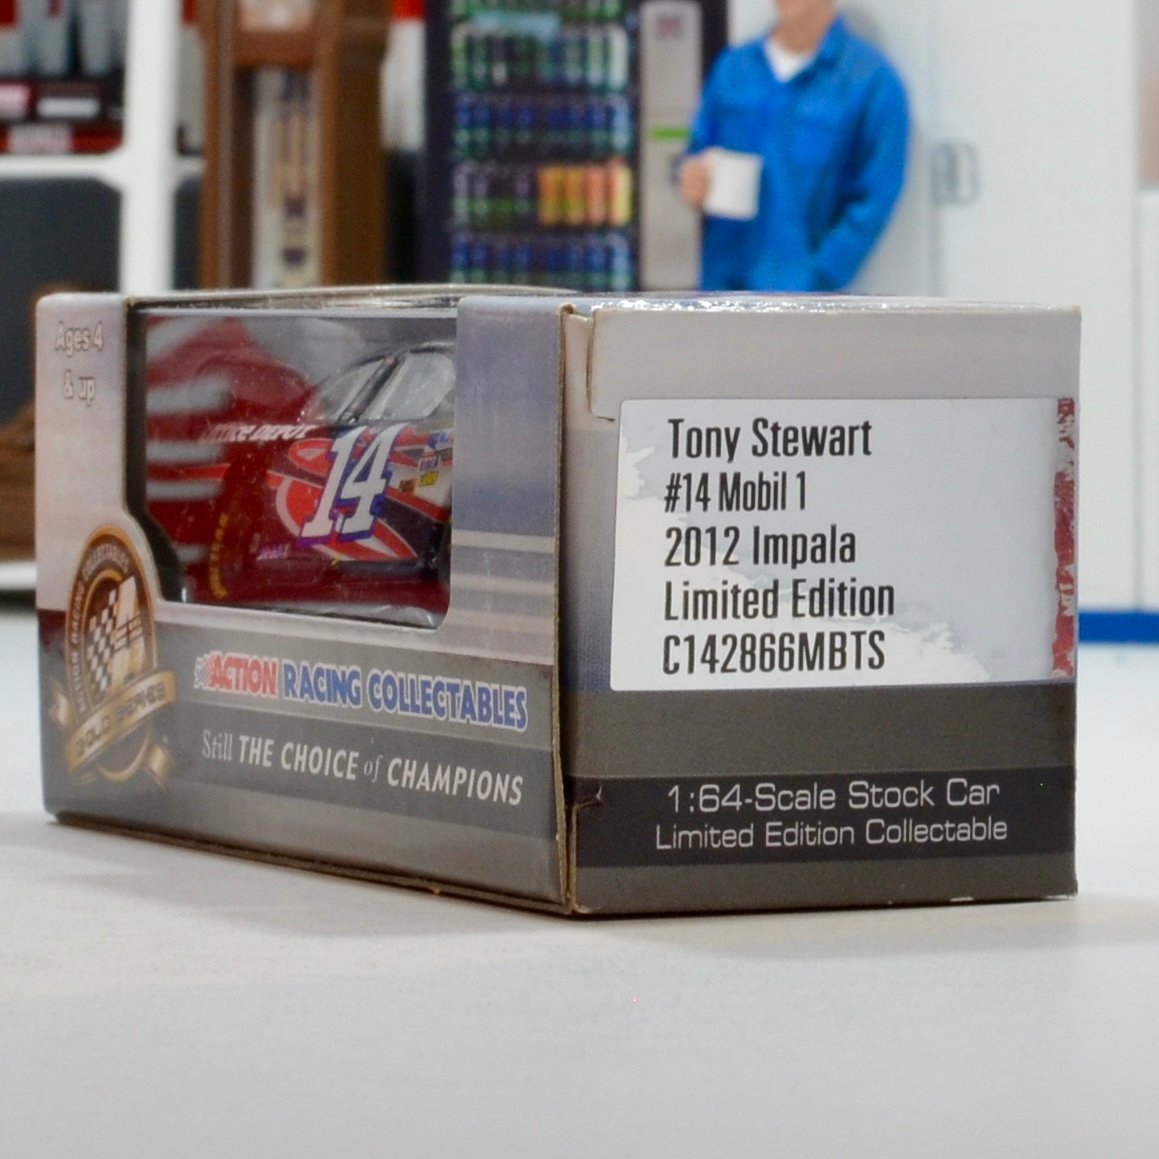 Ages 4
& up
OFFICE DEPOT
14
GOLD SERIES
ACTION RACING COLLECTABLES
Still THE CHOICE of CHAMPIONS
Tony Stewart
#14 Mobil 1
2012 Impala
Limited Edition
C142866MBTS
1:64-Scale Stock Car
Limited Edition Collectable